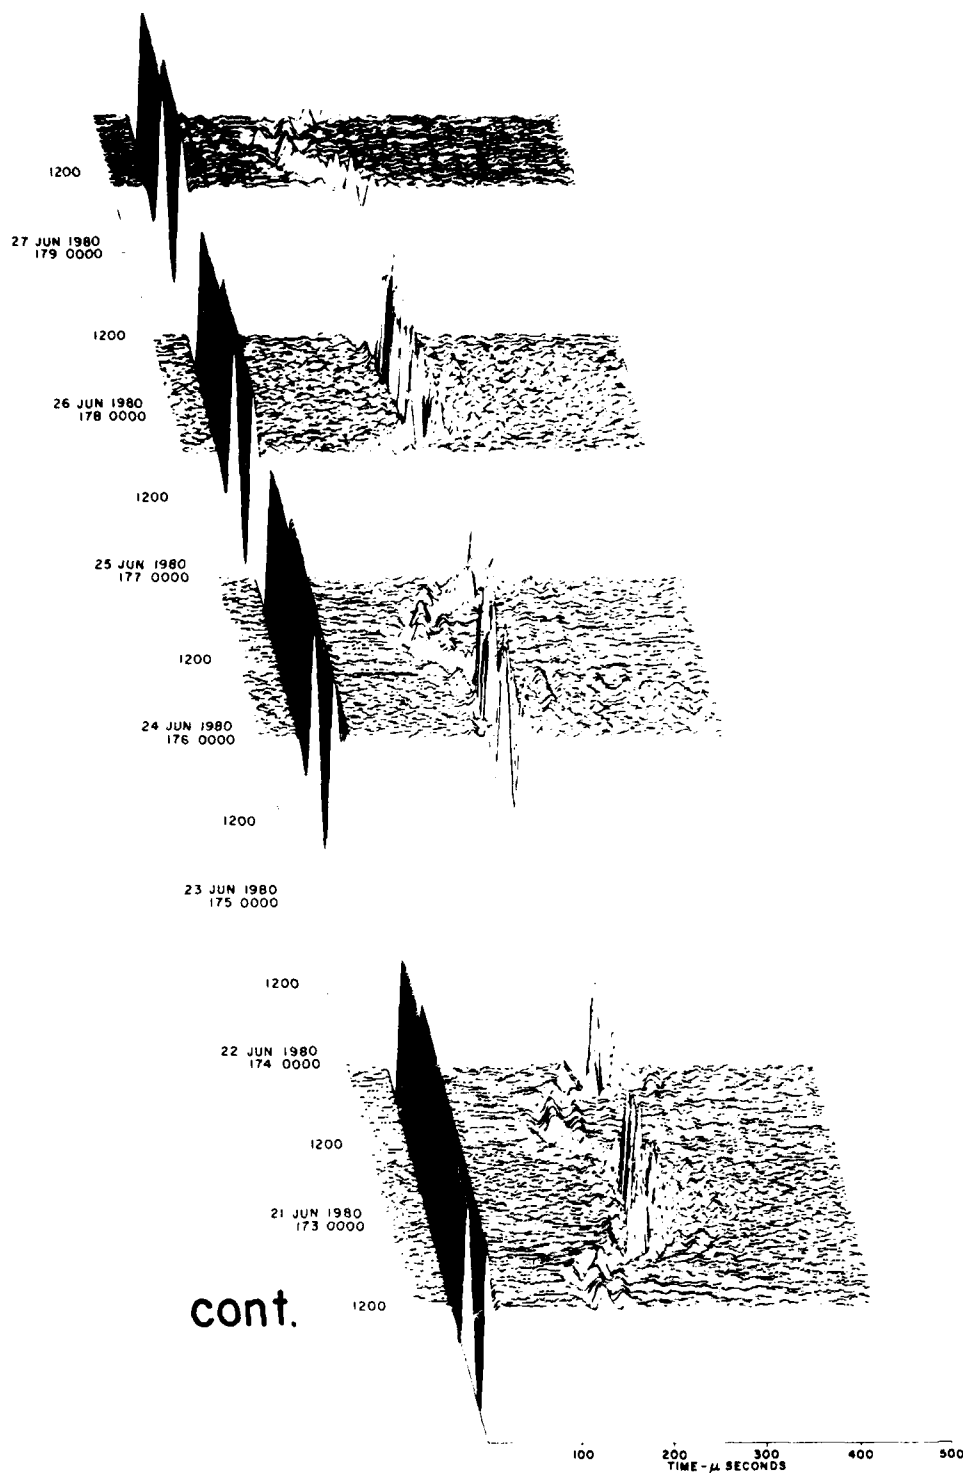 1200
27 JUN 1980
179 0000
1200
26 JUN 1980
178 0000
1200
25 JUN 1980
177 0000
1200
24 JUN 1980
176 0000
1200
23 JUN 1980
175 0000
1200
22 JUN 1980
174 0000
1200
21 JUN 1980
173 0000
1200
cont.
100 200 300 400 500
TIME-μ SECONDS